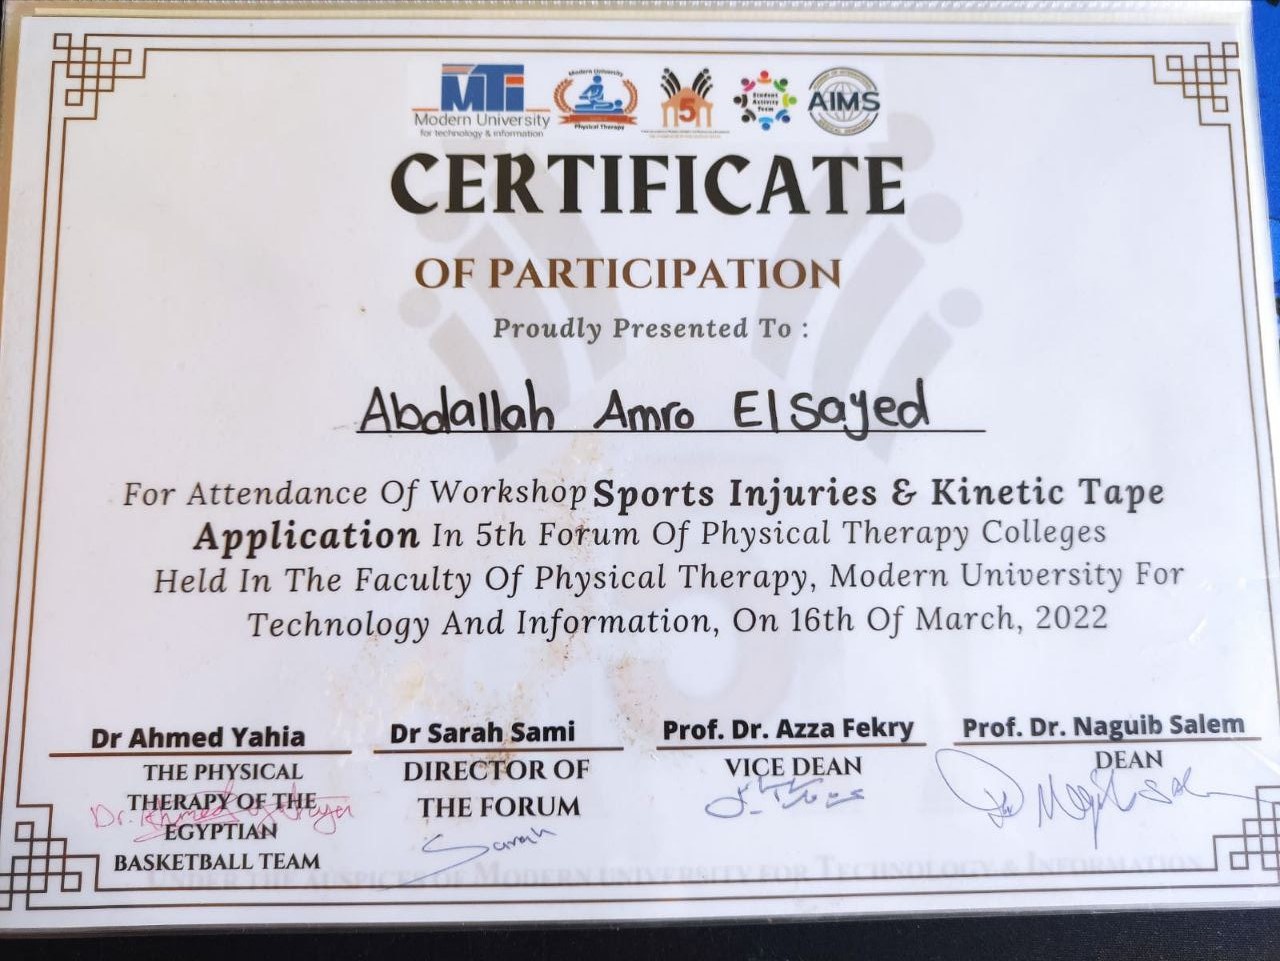 MTi
Modern University
for technology & information
Modern University
Physical Therapy
5
Student
Activity
Team
AIMS
CERTIFICATE
OF PARTICIPATION
Proudly Presented To :
Abdallah Amro ElSayed
For Attendance Of Workshop Sports Injuries & Kinetic Tape
Application In 5th Forum Of Physical Therapy Colleges
Held In The Faculty Of Physical Therapy, Modern University For
Technology And Information, On 16th Of March, 2022
Dr Ahmed Yahia
THE PHYSICAL
THERAPY OF THE
EGYPTIAN
BASKETBALL TEAM
Dr Sarah Sami
DIRECTOR OF
THE FORUM
Sarah
Prof. Dr. Azza Fekry
VICE DEAN
Prof. Dr. Naguib Salem
DEAN
UNDER THE AUSPICES OF MODERN UNIVERSITY FOR TECHNOLOGY & INFORMATION